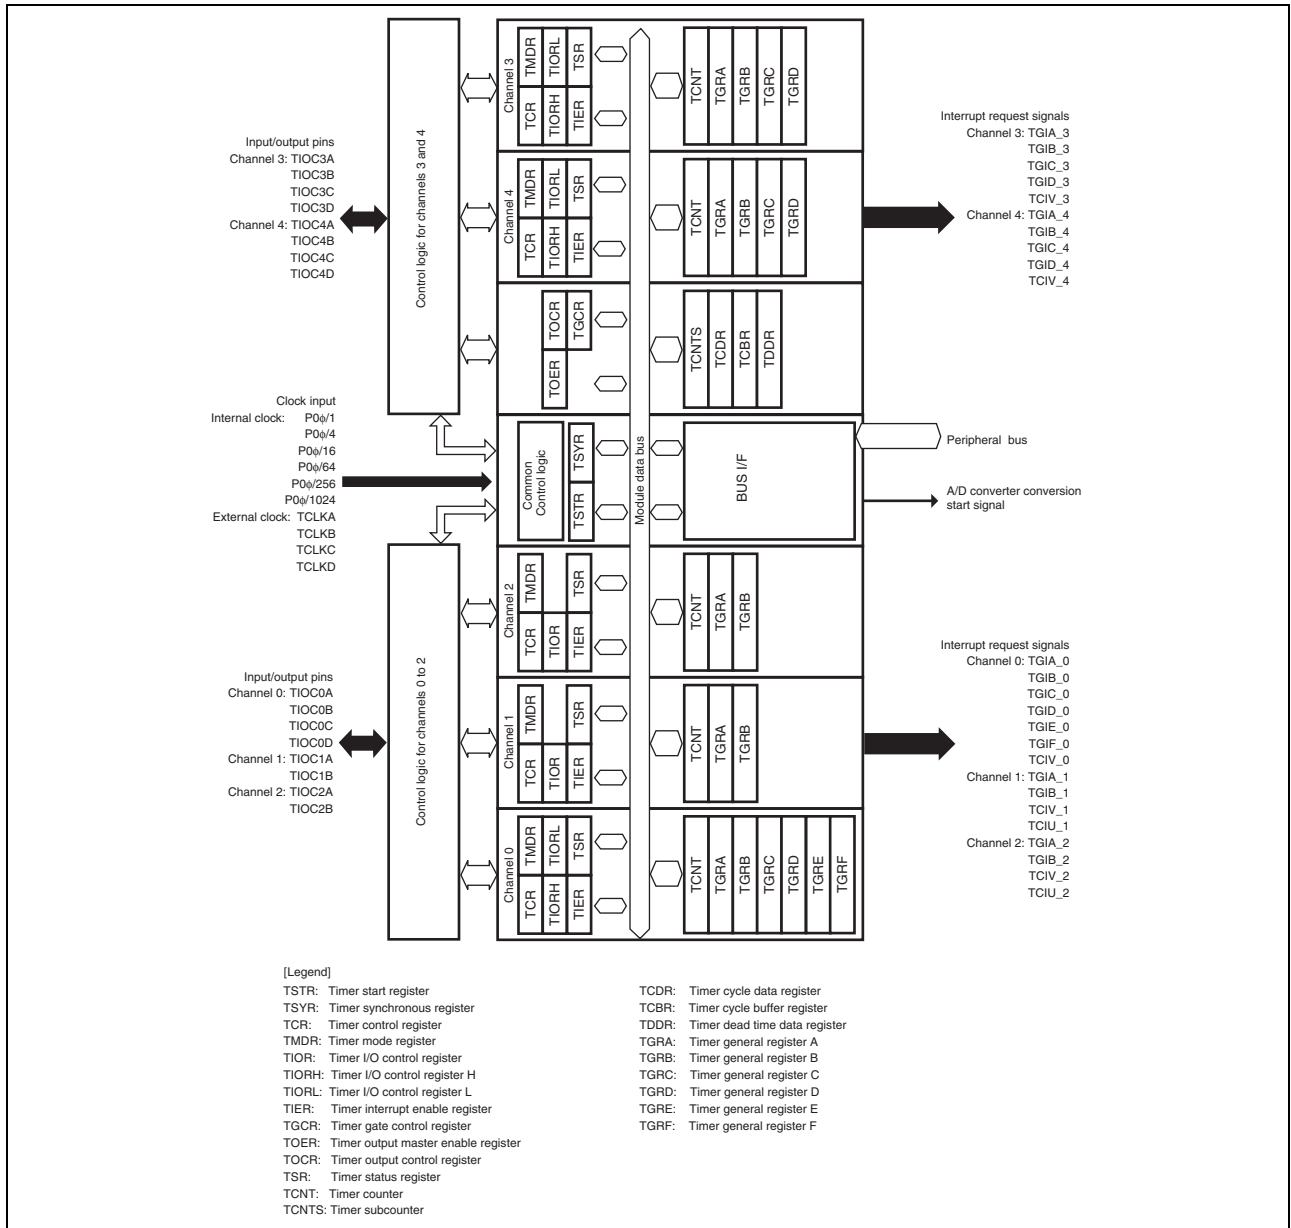 Input/output pins
Channel 3: TIOC3A
TIOC3B
TIOC3C
TIOC3D
Channel 4: TIOC4A
TIOC4B
TIOC4C
TIOC4D
Clock input
Internal clock: P0ϕ/1
P0ϕ/4
P0ϕ/16
P0ϕ/64
P0ϕ/256
P0ϕ/1024
External clock: TCLKA
TCLKB
TCLKC
TCLKD
Input/output pins
Channel 0: TIOC0A
TIOC0B
TIOC0C
TIOC0D
Channel 1: TIOC1A
TIOC1B
Channel 2: TIOC2A
TIOC2B
Control logic for channels 3 and 4
Control logic for channels 0 to 2
Channel 3
TCR
TMDR
TIORH
TIORL
TIER
TSR
TCNT
TGRA
TGRB
TGRC
TGRD
Channel 4
TCR
TMDR
TIORH
TIORL
TIER
TSR
TCNT
TGRA
TGRB
TGRC
TGRD
TOER
TOCR
TGCR
TCNTS
TCDR
TCBR
TDDR
Common
Control logic
TSTR
TSYR
Module data bus
BUS I/F
Channel 2
TCR
TMDR
TIOR
TIER
TSR
TCNT
TGRA
TGRB
Channel 1
TCR
TMDR
TIOR
TIER
TSR
TCNT
TGRA
TGRB
Channel 0
TCR
TMDR
TIORH
TIORL
TIER
TSR
TCNT
TGRA
TGRB
TGRC
TGRD
TGRE
TGRF
Interrupt request signals
Channel 3: TGIA_3
TGIB_3
TGIC_3
TGID_3
TCIV_3
Channel 4: TGIA_4
TGIB_4
TGIC_4
TGID_4
TCIV_4
Peripheral bus
A/D converter conversion
start signal
Interrupt request signals
Channel 0: TGIA_0
TGIB_0
TGIC_0
TGID_0
TGIE_0
TGIF_0
TCIV_0
Channel 1: TGIA_1
TGIB_1
TCIV_1
TCIU_1
Channel 2: TGIA_2
TGIB_2
TCIV_2
TCIU_2
[Legend]
TSTR: Timer start register
TSYR: Timer synchronous register
TCR: Timer control register
TMDR: Timer mode register
TIOR: Timer I/O control register
TIORH: Timer I/O control register H
TIORL: Timer I/O control register L
TIER: Timer interrupt enable register
TGCR: Timer gate control register
TOER: Timer output master enable register
TOCR: Timer output control register
TSR: Timer status register
TCNT: Timer counter
TCNTS: Timer subcounter
TCDR: Timer cycle data register
TCBR: Timer cycle buffer register
TDDR: Timer dead time data register
TGRA: Timer general register A
TGRB: Timer general register B
TGRC: Timer general register C
TGRD: Timer general register D
TGRE: Timer general register E
TGRF: Timer general register F